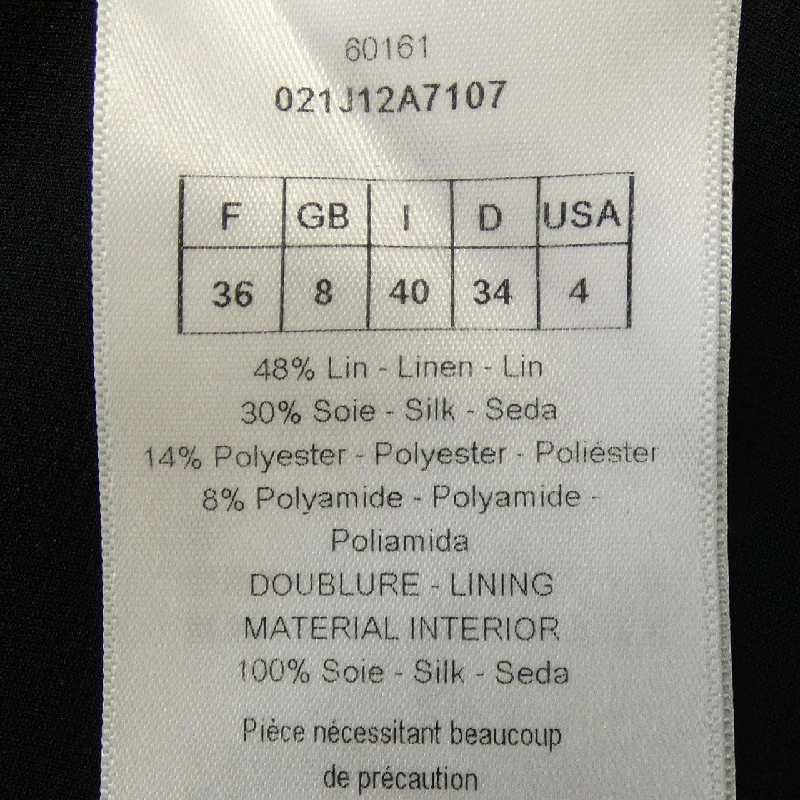 60161
021J12A7107
F GB I D USA
36 8 40 34 4
48% Lin - Linen - Lin
30% Soie - Silk - Seda
14% Polyester - Polyester - Poliéster
8% Polyamide - Polyamide -
Poliamida
DOUBLURE - LINING
MATERIAL INTERIOR
100% Soie - Silk - Seda
Pièce nécessitant beaucoup
de précaution